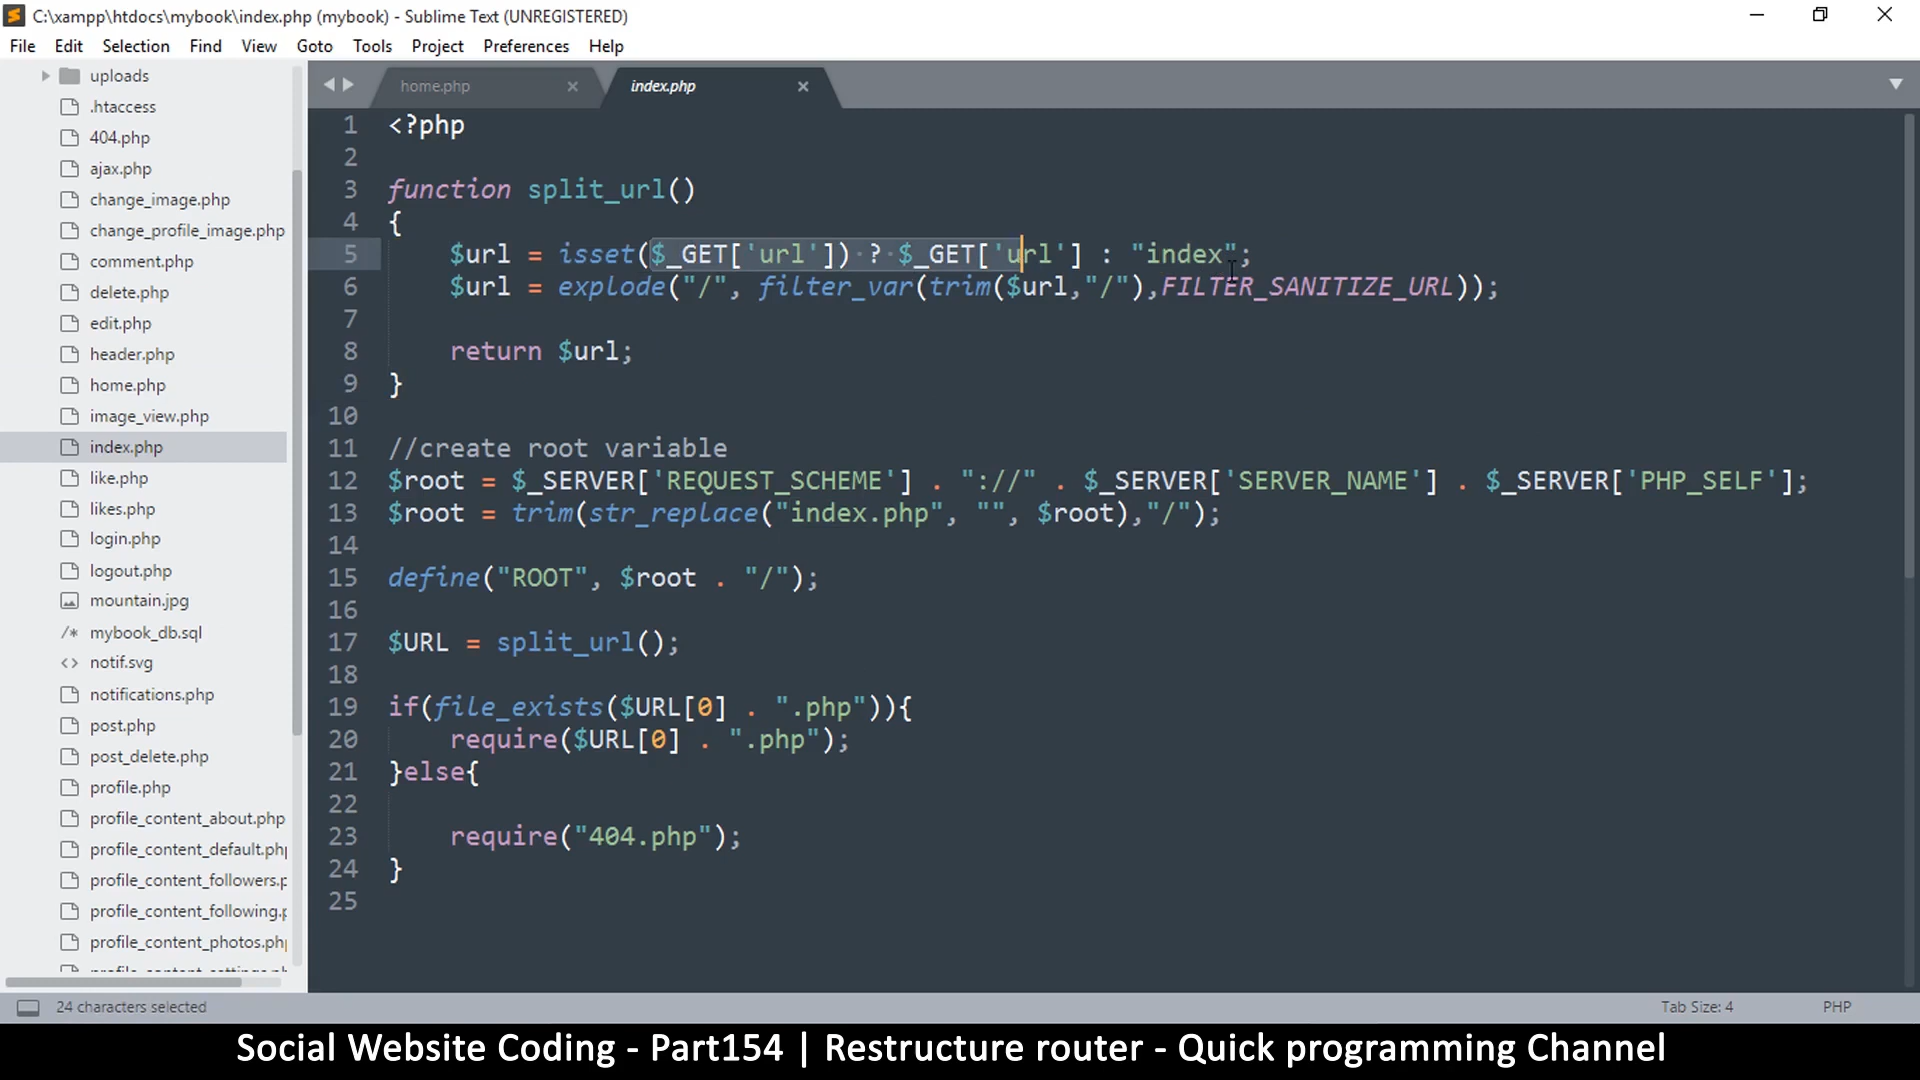 C:\xampp\htdocs\mybook\index.php (mybook) - Sublime Text (UNREGISTERED)
File Edit Selection Find View Goto Tools Project Preferences Help
uploads
.htaccess
404.php
ajax.php
change_image.php
change_profile_image.php
comment.php
delete.php
edit.php
header.php
home.php
image_view.php
index.php
like.php
likes.php
login.php
logout.php
mountain.jpg
/* mybook_db.sql
<> notif.svg
notifications.php
post.php
post_delete.php
profile.php
profile_content_about.php
profile_content_default.php
profile_content_followers.p
profile_content_following.p
profile_content_photos.php
home.php
index.php
1 <?php
2
3 function split_url()
4 {
5 $url = isset($_GET['url']) ? $_GET['url'] : "index";
6 $url = explode("/", filter_var(trim($url,"/"),FILTER_SANITIZE_URL));
7
8 return $url;
9 }
10
11 //create root variable
12 $root = $_SERVER['REQUEST_SCHEME'] . "://" . $_SERVER['SERVER_NAME'] . $_SERVER['PHP_SELF'];
13 $root = trim(str_replace("index.php", "", $root),"/");
14
15 define("ROOT", $root . "/");
16
17 $URL = split_url();
18
19 if(file_exists($URL[0] . ".php")){
20 require($URL[0] . ".php");
21 }else{
22
23 require("404.php");
24 }
25
24 characters selected
Tab Size: 4
PHP
Social Website Coding - Part154 | Restructure router - Quick programming Channel